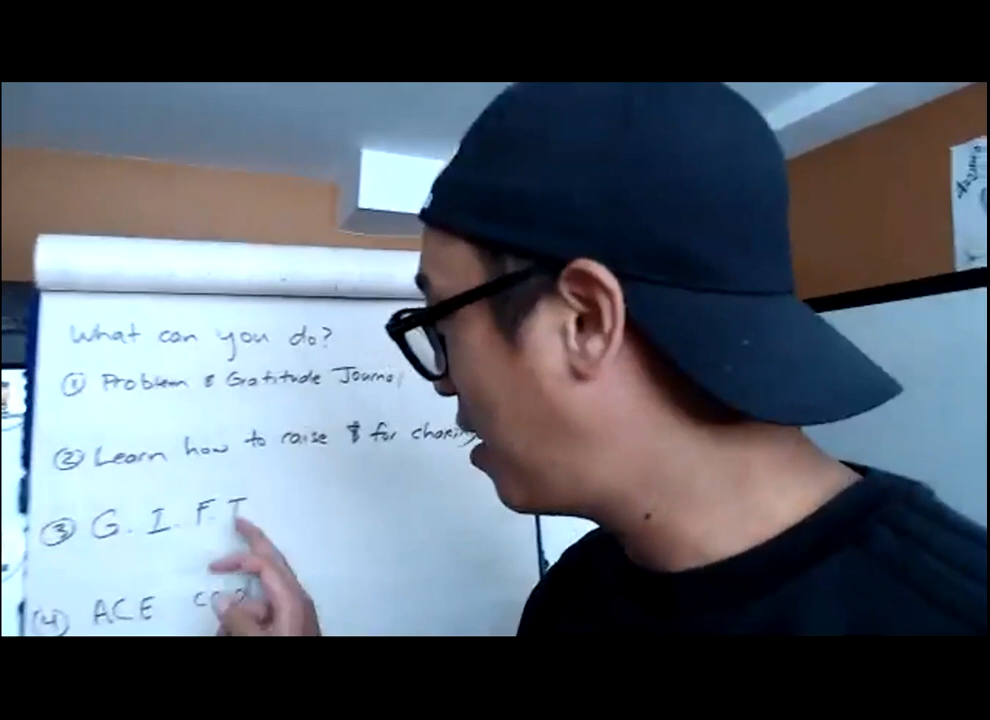 What can you do?
① Problem & Gratitude Journal
② Learn how to raise $ for charity
③ G. I. F. T
(4) ACE